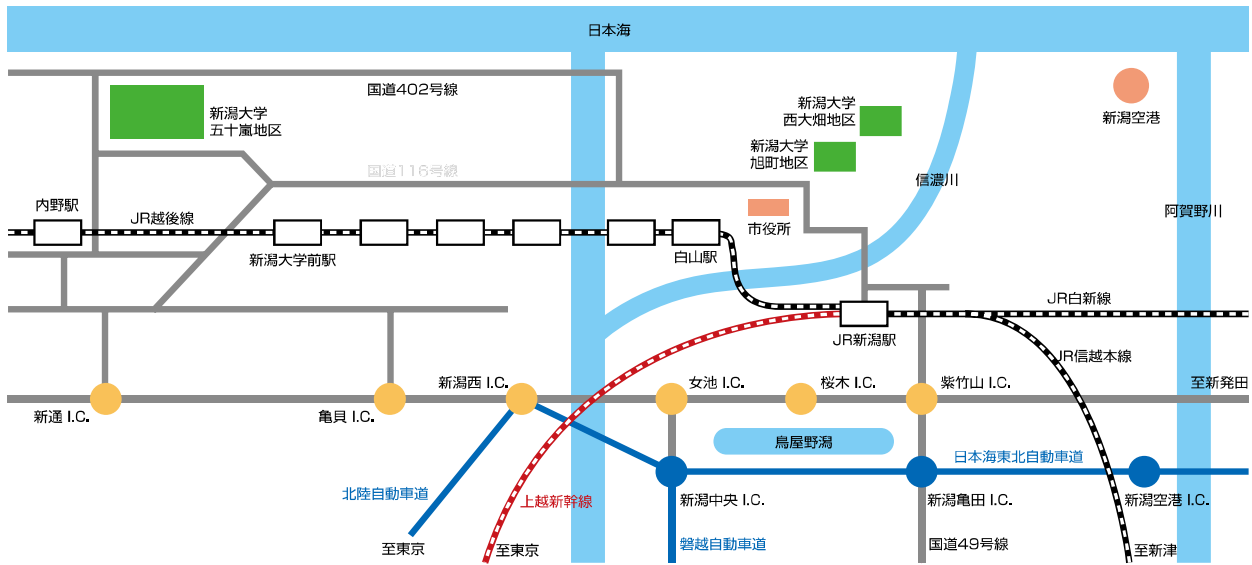 日本海
国道402号線
新潟大学
五十嵐地区
新潟大学
西大畑地区
新潟大学
旭町地区
新潟空港
国道116号線
信濃川
内野駅
JR越後線
阿賀野川
市役所
新潟大学前駅
白山駅
JR白新線
JR新潟駅
JR信越本線
新潟西 I.C.
女池 I.C.
桜木 I.C.
紫竹山 I.C.
至新発田
新通 I.C.
亀貝 I.C.
鳥屋野潟
日本海東北自動車道
北陸自動車道
上越新幹線
新潟中央 I.C.
新潟亀田 I.C.
新潟空港 I.C.
至東京
至東京
磐越自動車道
国道49号線
至新津